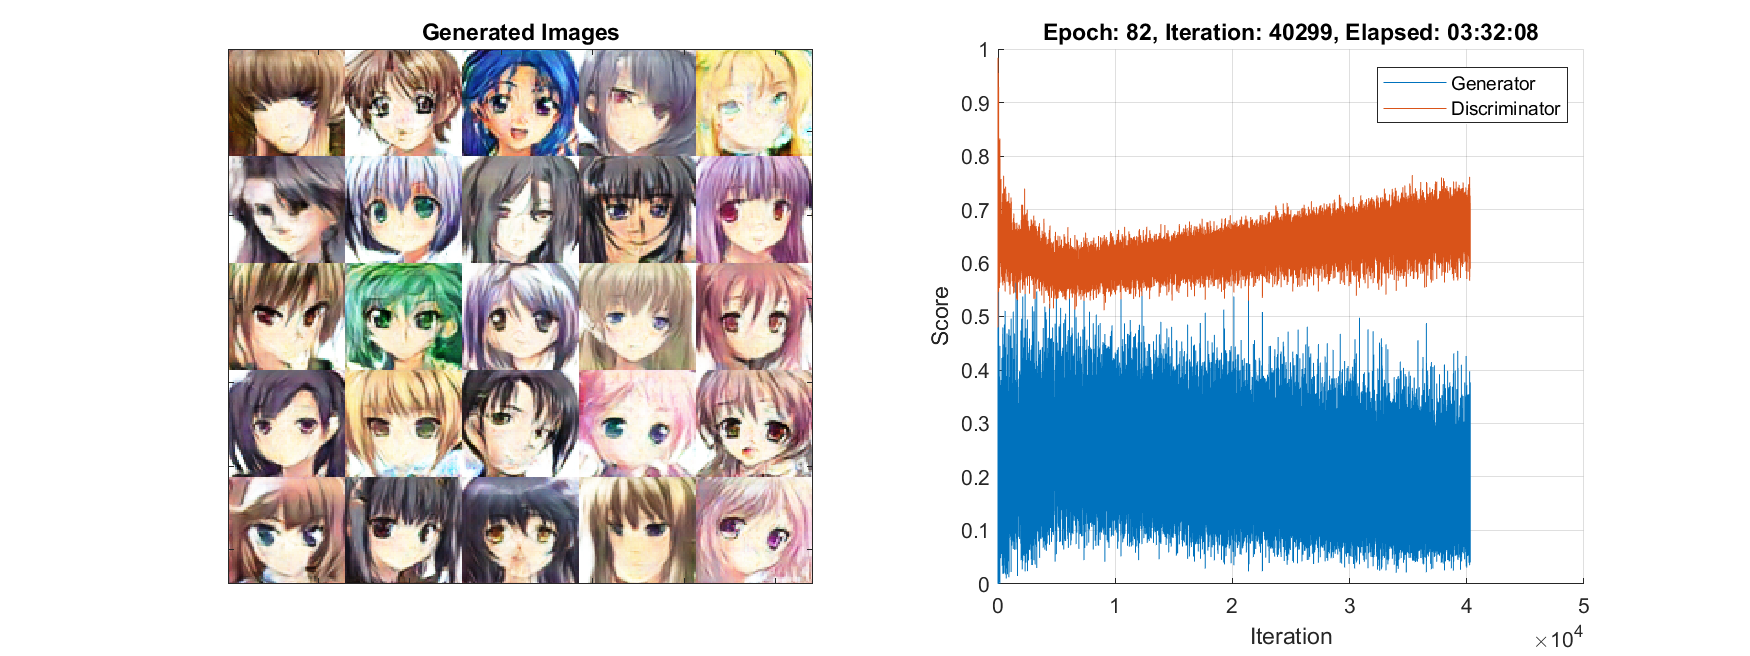 Generated Images
Epoch: 82, Iteration: 40299, Elapsed: 03:32:08
1
0.9
0.8
0.7
0.6
0.5
0.4
0.3
0.2
0.1
0
Score
Generator
Discriminator
0 1 2 3 4 5
Iteration
×10⁴